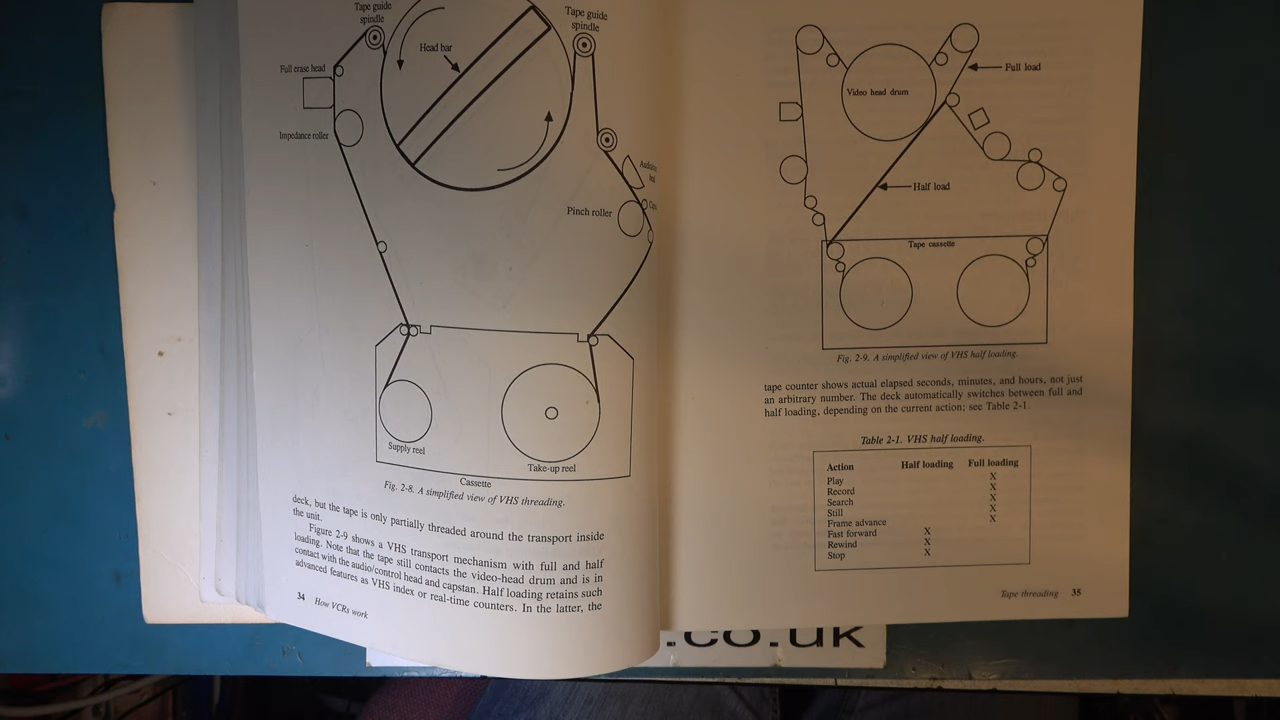 Tape guide
spindle
Tape guide
spindle
Head bar
Full erase head
Impedance roller
Pinch roller
Supply reel
Take-up reel
Cassette
Fig. 2-8. A simplified view of VHS threading.
deck, but the tape is only partially threaded around the transport inside
the unit.
Figure 2-9 shows a VHS transport mechanism with full and half
loading. Note that the tape still contacts the video-head drum and is in
contact with the audio/control head and capstan. Half loading retains such
advanced features as VHS index or real-time counters. In the latter, the
34 How VCRs work
Full load
Video head drum
Half load
Tape cassette
Fig. 2-9. A simplified view of VHS half loading.
tape counter shows actual elapsed seconds, minutes, and hours, not just
an arbitrary number. The deck automatically switches between full and
half loading, depending on the current action; see Table 2-1.
Table 2-1. VHS half loading.
Action Half loading Full loading
Play X
Record X
Search X
Still X
Frame advance X
Fast forward X
Rewind X
Stop X
Tape threading 35
.co.uk